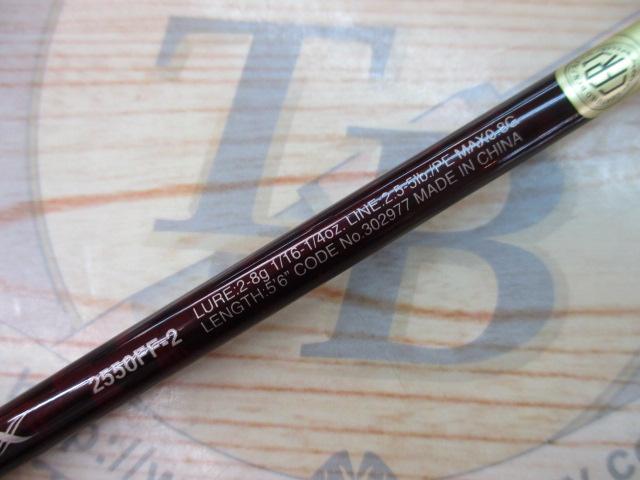 TB
2550FF-2
LURE:2-8g 1/16-1/4oz. LINE:2.5-5lb./PE MAX0.8G
LENGTH:5'6" CODE No.302977 MADE IN CHINA